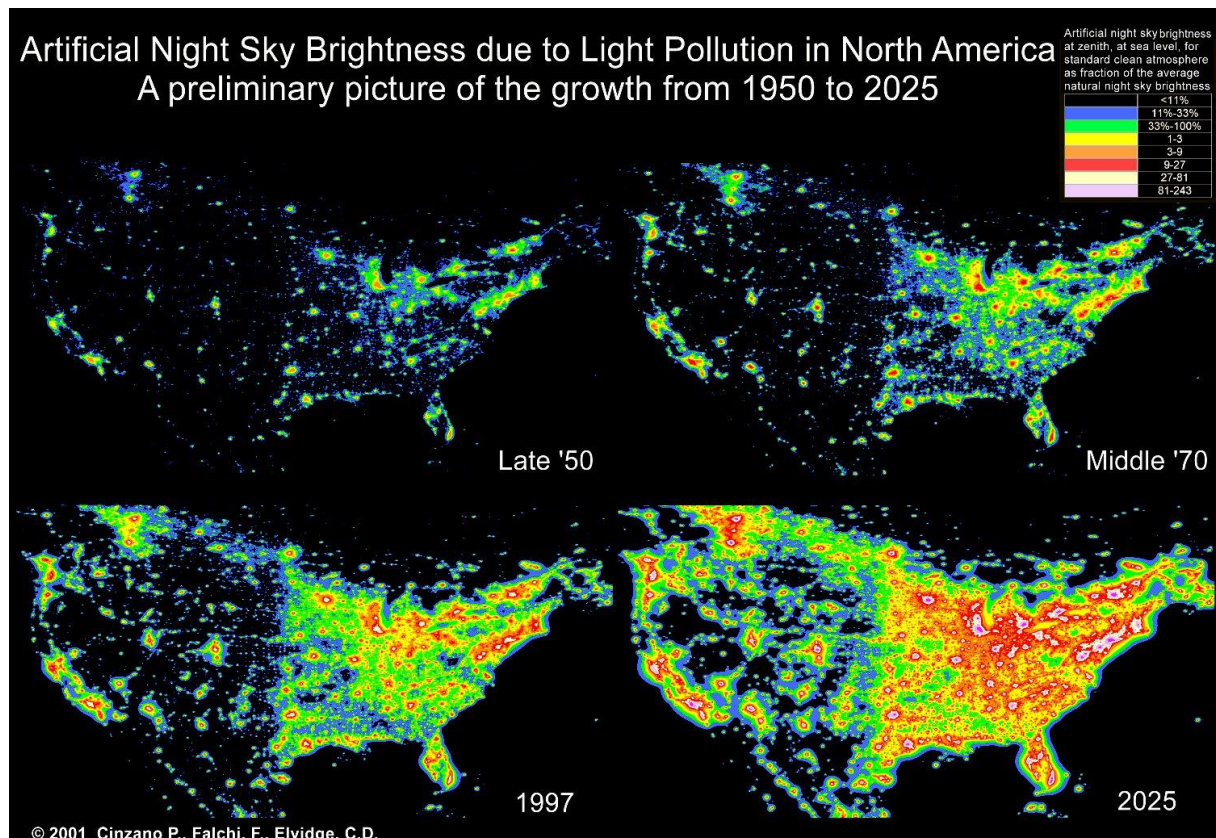 Artificial Night Sky Brightness due to Light Pollution in North America
A preliminary picture of the growth from 1950 to 2025
Artificial night sky brightness
at zenith, at sea level, for
standard clean atmosphere
as fraction of the average
natural night sky brightness
<11%
11%-33%
33%-100%
1-3
3-9
9-27
27-81
81-243
Late '50
Middle '70
1997
2025
© 2001 Cinzano P., Falchi, F., Elvidge, C.D.